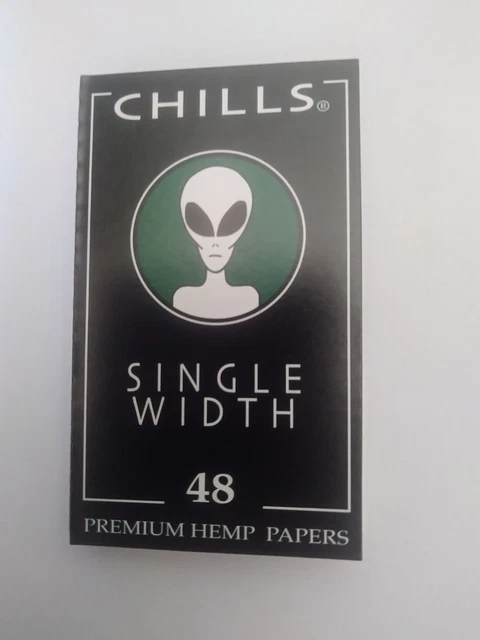 CHILLS®
SINGLE
WIDTH
48
PREMIUM HEMP PAPERS